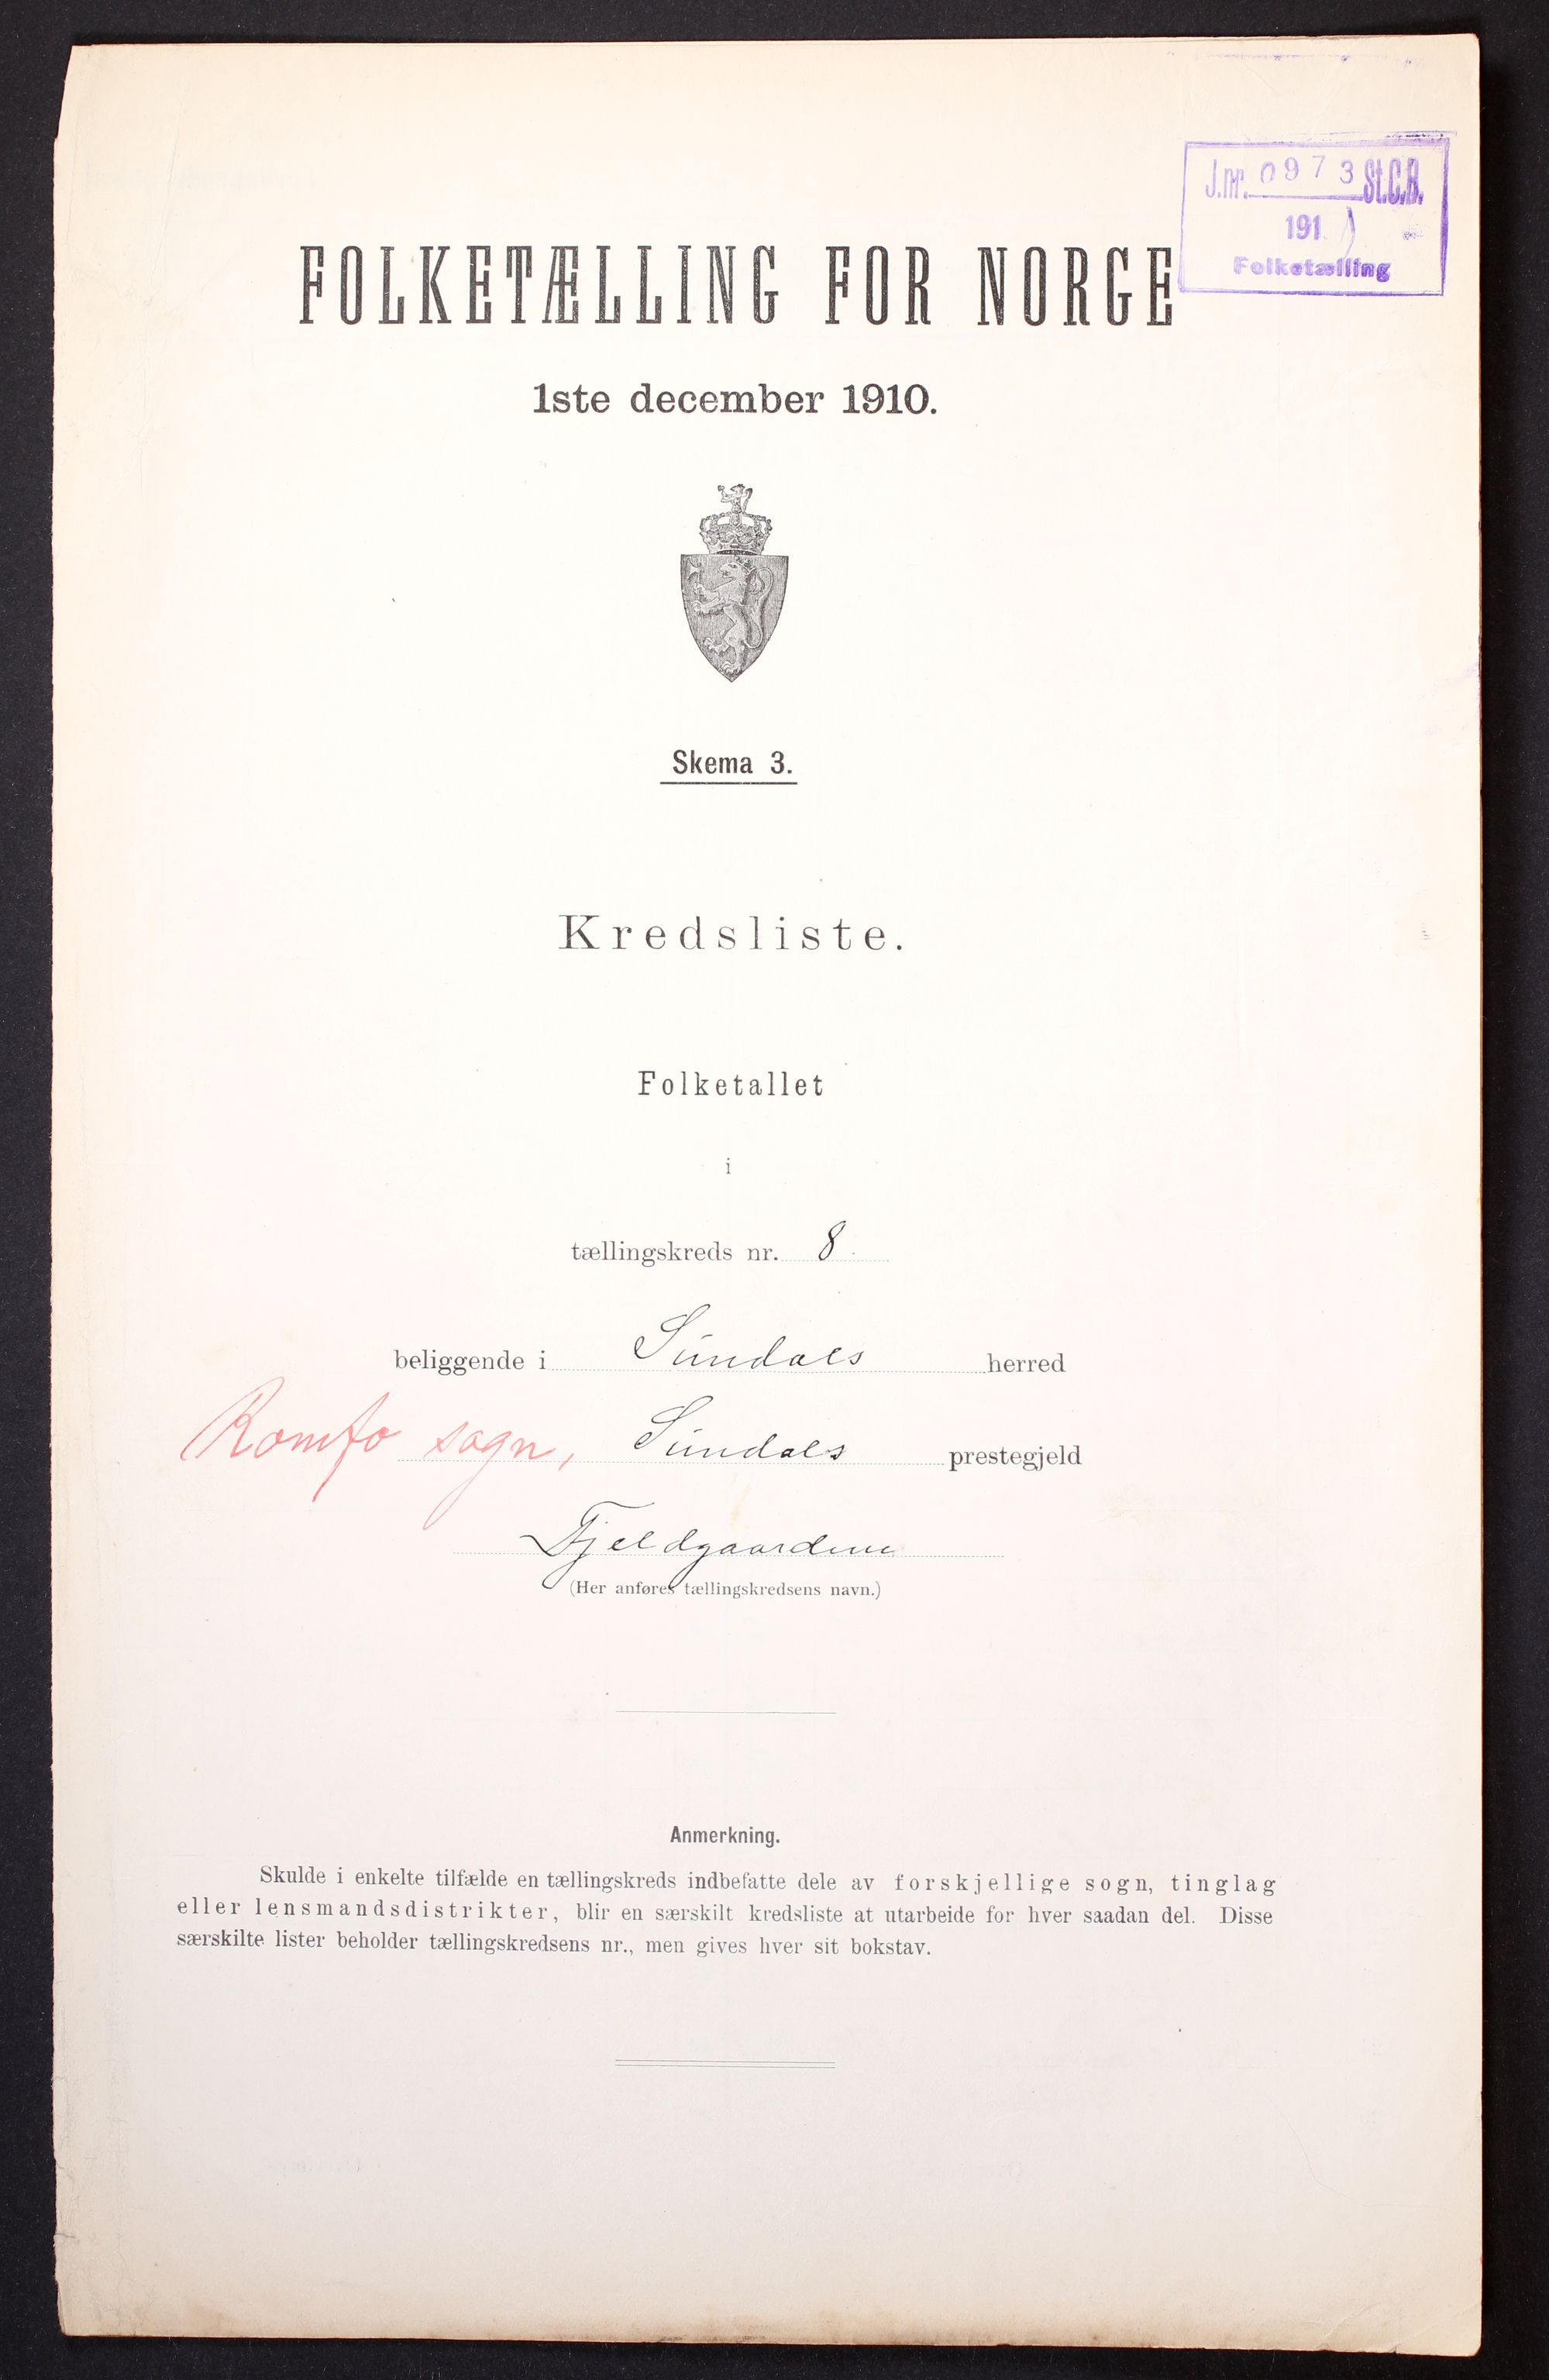 J.nr. 0973 St.C.B.
191
Folketælling
FOLKETÆLLING FOR NORGE
1ste december 1910.
Skema 3.
Kredsliste.
Folketallet
i
tællingskreds nr. 8.
beliggende i Sundals herred
Romfo sogn, Sundals prestegjeld
Fjeldgaardene
(Her anføres tællingskredsens navn.)
Anmerkning.
Skulde i enkelte tilfælde en tællingskreds indbefatte dele av forskjellige sogn, tinglag
eller lensmandsdistrikter, blir en særskilt kredsliste at utarbeide for hver saadan del. Disse
særskilte lister beholder tællingskredsens nr., men gives hver sit bokstav.